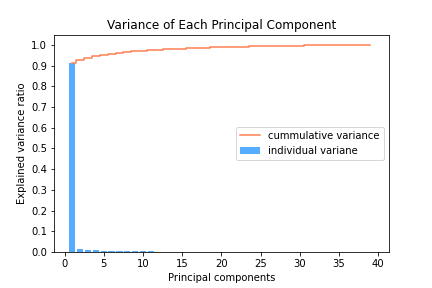 Variance of Each Principal Component
Explained variance ratio
1.0
0.9
0.8
0.7
0.6
0.5
0.4
0.3
0.2
0.1
0.0
cummulative variance
individual variane
0 5 10 15 20 25 30 35 40
Principal components